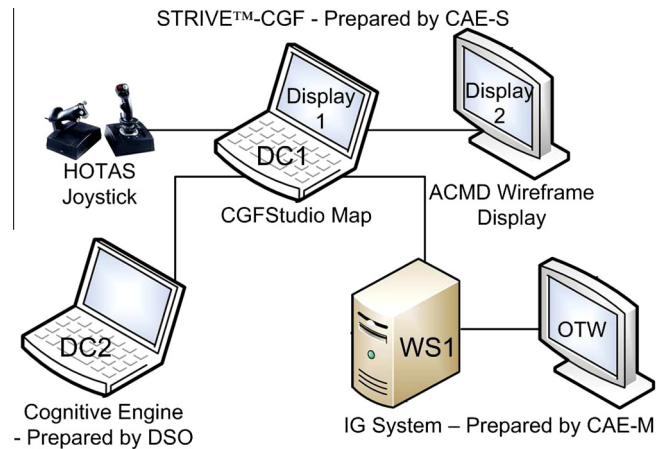 STRIVE™-CGF - Prepared by CAE-S
Display
1
Display
2
DC1
HOTAS
Joystick
CGFStudio Map
ACMD Wireframe
Display
DC2
WS1
OTW
Cognitive Engine
- Prepared by DSO
IG System – Prepared by CAE-M